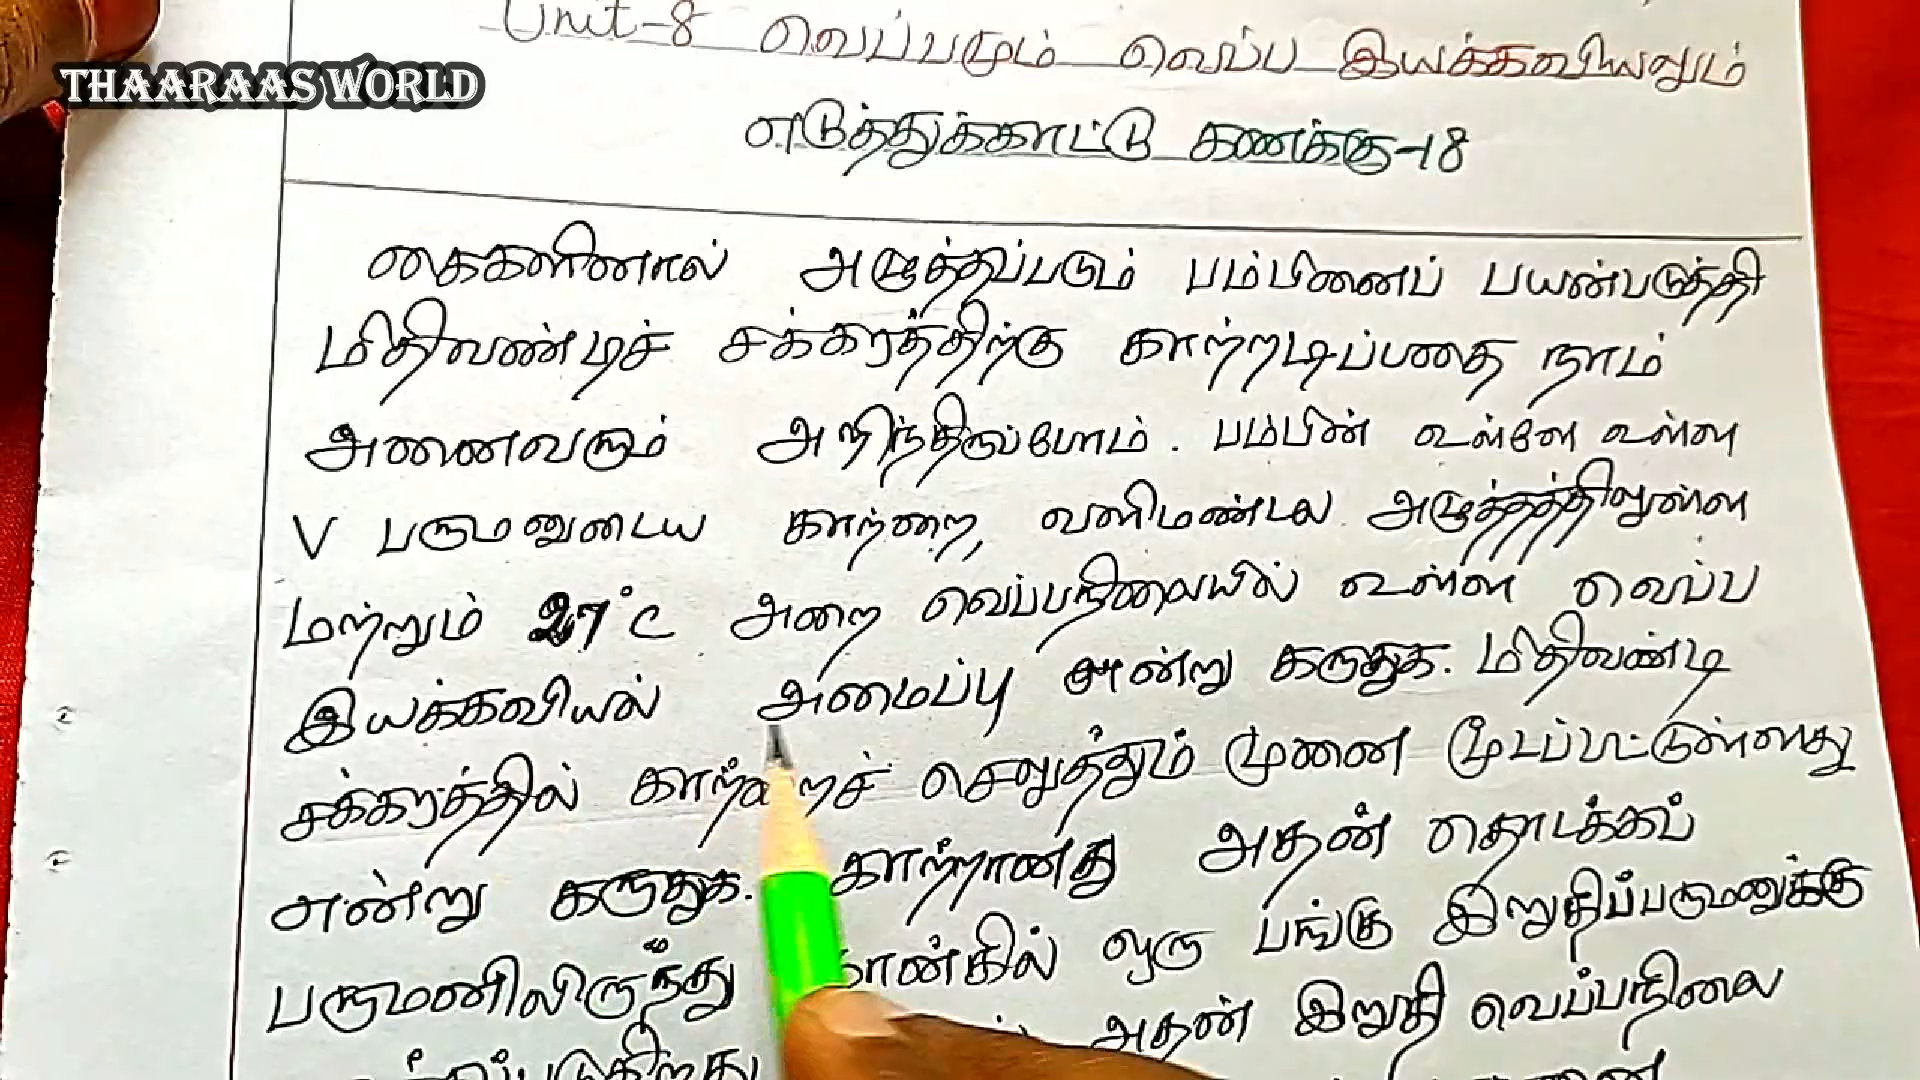 Unit-8 வெப்பமும் வெப்ப இயக்கவியலும்
THAARAAS WORLD
எடுத்துக்காட்டு கணக்கு-18
கைகளினால் அழுத்தப்படும் பம்பினைப் பயன்படுத்தி
மிதிவண்டிச் சக்கரத்திற்கு காற்றடிப்பதை நாம்
அனைவரும் அறிந்திருப்போம். பம்பின் உள்ளே உள்ள
V பருமனுடைய காற்றை, வளிமண்டல அழுத்தத்திலுள்ள
மற்றும் 27°C அறை வெப்பநிலையில் உள்ள வெப்ப
இயக்கவியல் அமைப்பு என்று கருதுக. மிதிவண்டி
சக்கரத்தில் காற்றைச் செலுத்தும் முனை மூடப்பட்டுள்ளது
என்று கருதுக. காற்றானது அதன் தொடக்கப்
பருமனிலிருந்து ஒரு பங்கு இறுதிப்பருமனுக்கு
அதன் இறுதி வெப்பநிலை